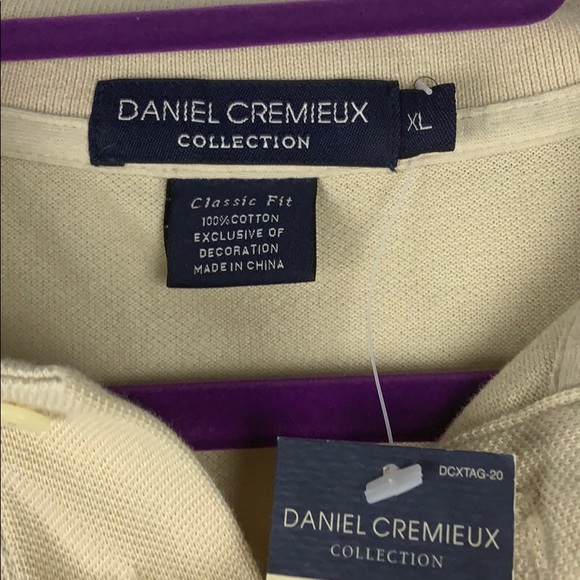 DANIEL CREMIEUX
COLLECTION
XL
Classic Fit
100% COTTON
EXCLUSIVE OF
DECORATION
MADE IN CHINA
DCXTAG-20
DANIEL CREMIEUX
COLLECTION